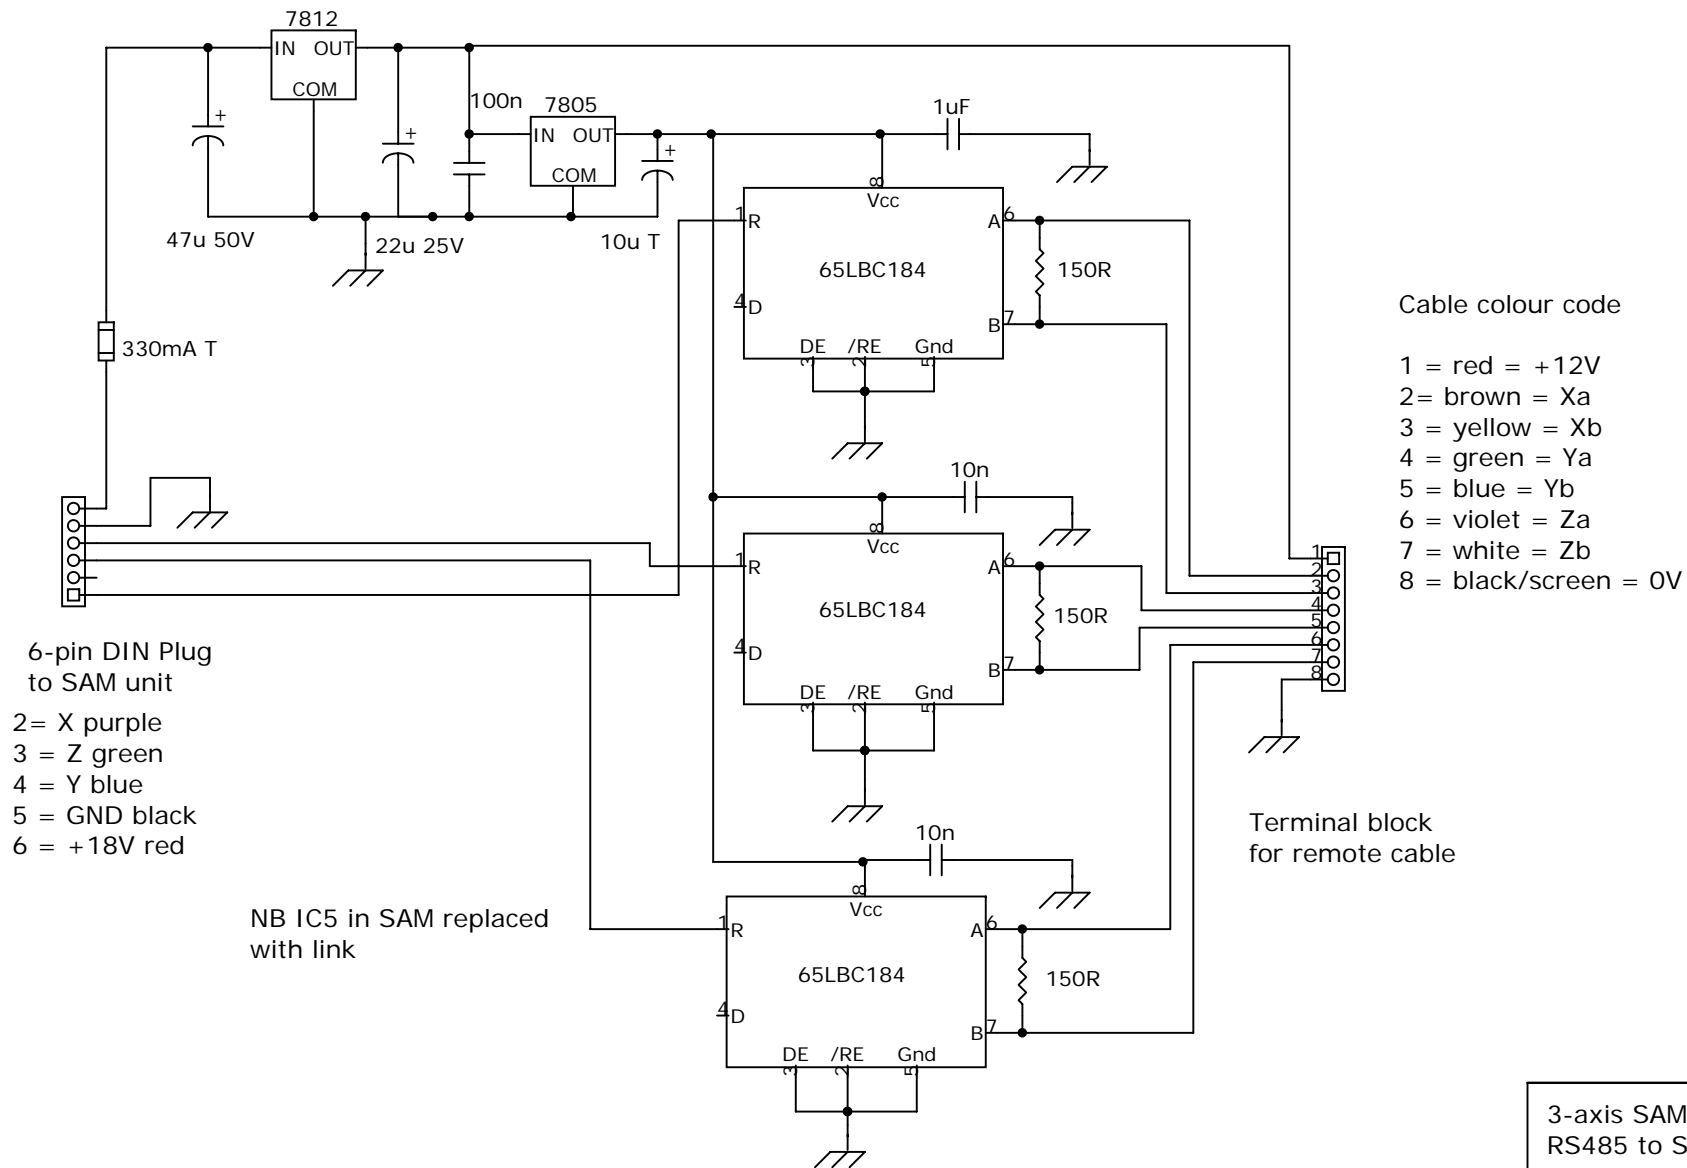 7812
IN OUT
COM
100n
7805
IN OUT
COM
+
+
+
47u 50V
22u 25V
10u T
1uF
330mA T
8
Vcc
1
R
A
6
65LBC184
150R
4
D
B
7
DE /RE Gnd
3 2 5
10n
8
Vcc
1
R
A
6
65LBC184
150R
4
D
B
7
DE /RE Gnd
3 2 5
10n
8
Vcc
1
R
A
6
65LBC184
150R
4
D
B
7
DE /RE Gnd
3 2 5
6-pin DIN Plug
to SAM unit
2= X purple
3 = Z green
4 = Y blue
5 = GND black
6 = +18V red
NB IC5 in SAM replaced
with link
Cable colour code
1 = red = +12V
2= brown = Xa
3 = yellow = Xb
4 = green = Ya
5 = blue = Yb
6 = violet = Za
7 = white = Zb
8 = black/screen = 0V
1
2
3
4
5
6
7
8
Terminal block
for remote cable
3-axis SAM
RS485 to S